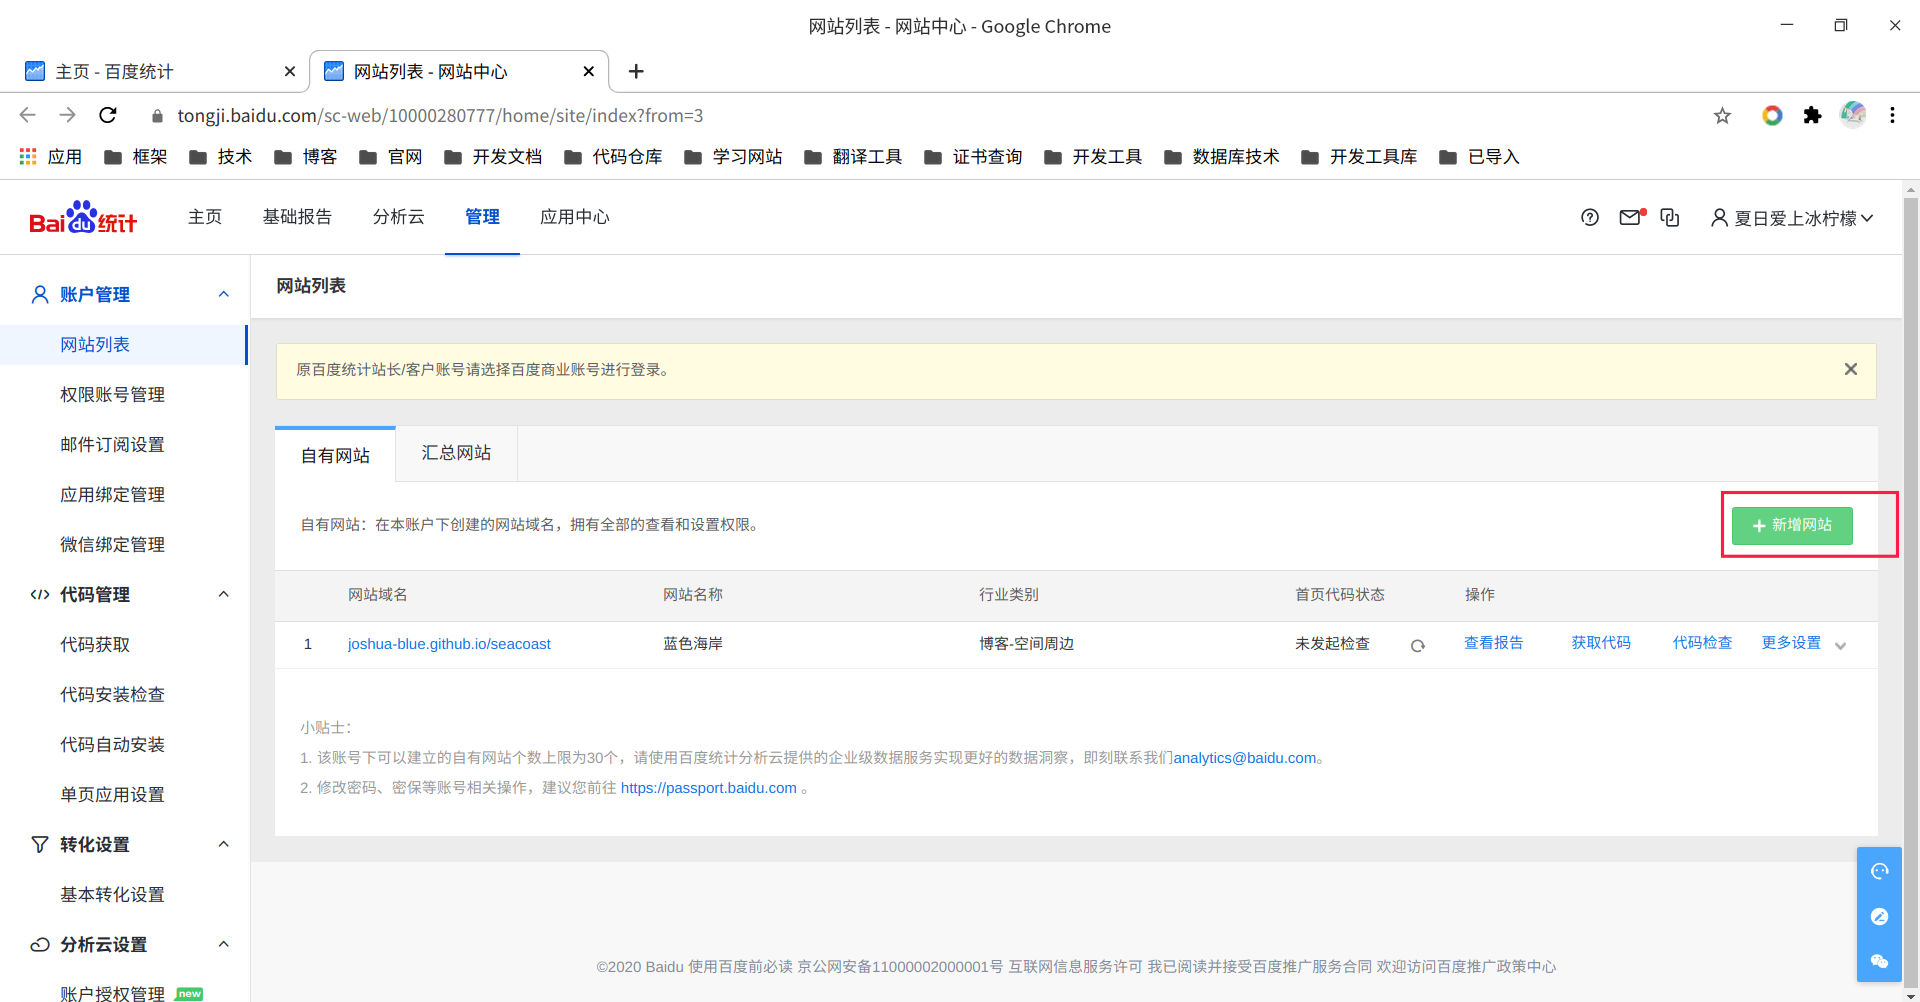 网站列表 - 网站中心 - Google Chrome
主页 - 百度统计
网站列表 - 网站中心
tongji.baidu.com/sc-web/10000280777/home/site/index?from=3
应用 框架 技术 博客 官网 开发文档 代码仓库 学习网站 翻译工具 证书查询 开发工具 数据库技术 开发工具库 已导入
Baidu统计 主页 基础报告 分析云 管理 应用中心 夏日爱上冰柠檬
账户管理
网站列表
权限账号管理
邮件订阅设置
应用绑定管理
微信绑定管理
代码管理
代码获取
代码安装检查
代码自动安装
单页应用设置
转化设置
基本转化设置
分析云设置
账户授权管理 new
网站列表
原百度统计站长/客户账号请选择百度商业账号进行登录。
自有网站 汇总网站
自有网站：在本账户下创建的网站域名，拥有全部的查看和设置权限。
新增网站
网站域名 网站名称 行业类别 首页代码状态 操作
1 joshua-blue.github.io/seacoast 蓝色海岸 博客-空间周边 未发起检查 查看报告 获取代码 代码检查 更多设置
小贴士：
1. 该账号下可以建立的自有网站个数上限为30个，请使用百度统计分析云提供的企业级数据服务实现更好的数据洞察，即刻联系我们analytics@baidu.com。
2. 修改密码、密保等账号相关操作，建议您前往 https://passport.baidu.com 。
©2020 Baidu 使用百度前必读 京公网安备11000002000001号 互联网信息服务许可 我已阅读并接受百度推广服务合同 欢迎访问百度推广政策中心